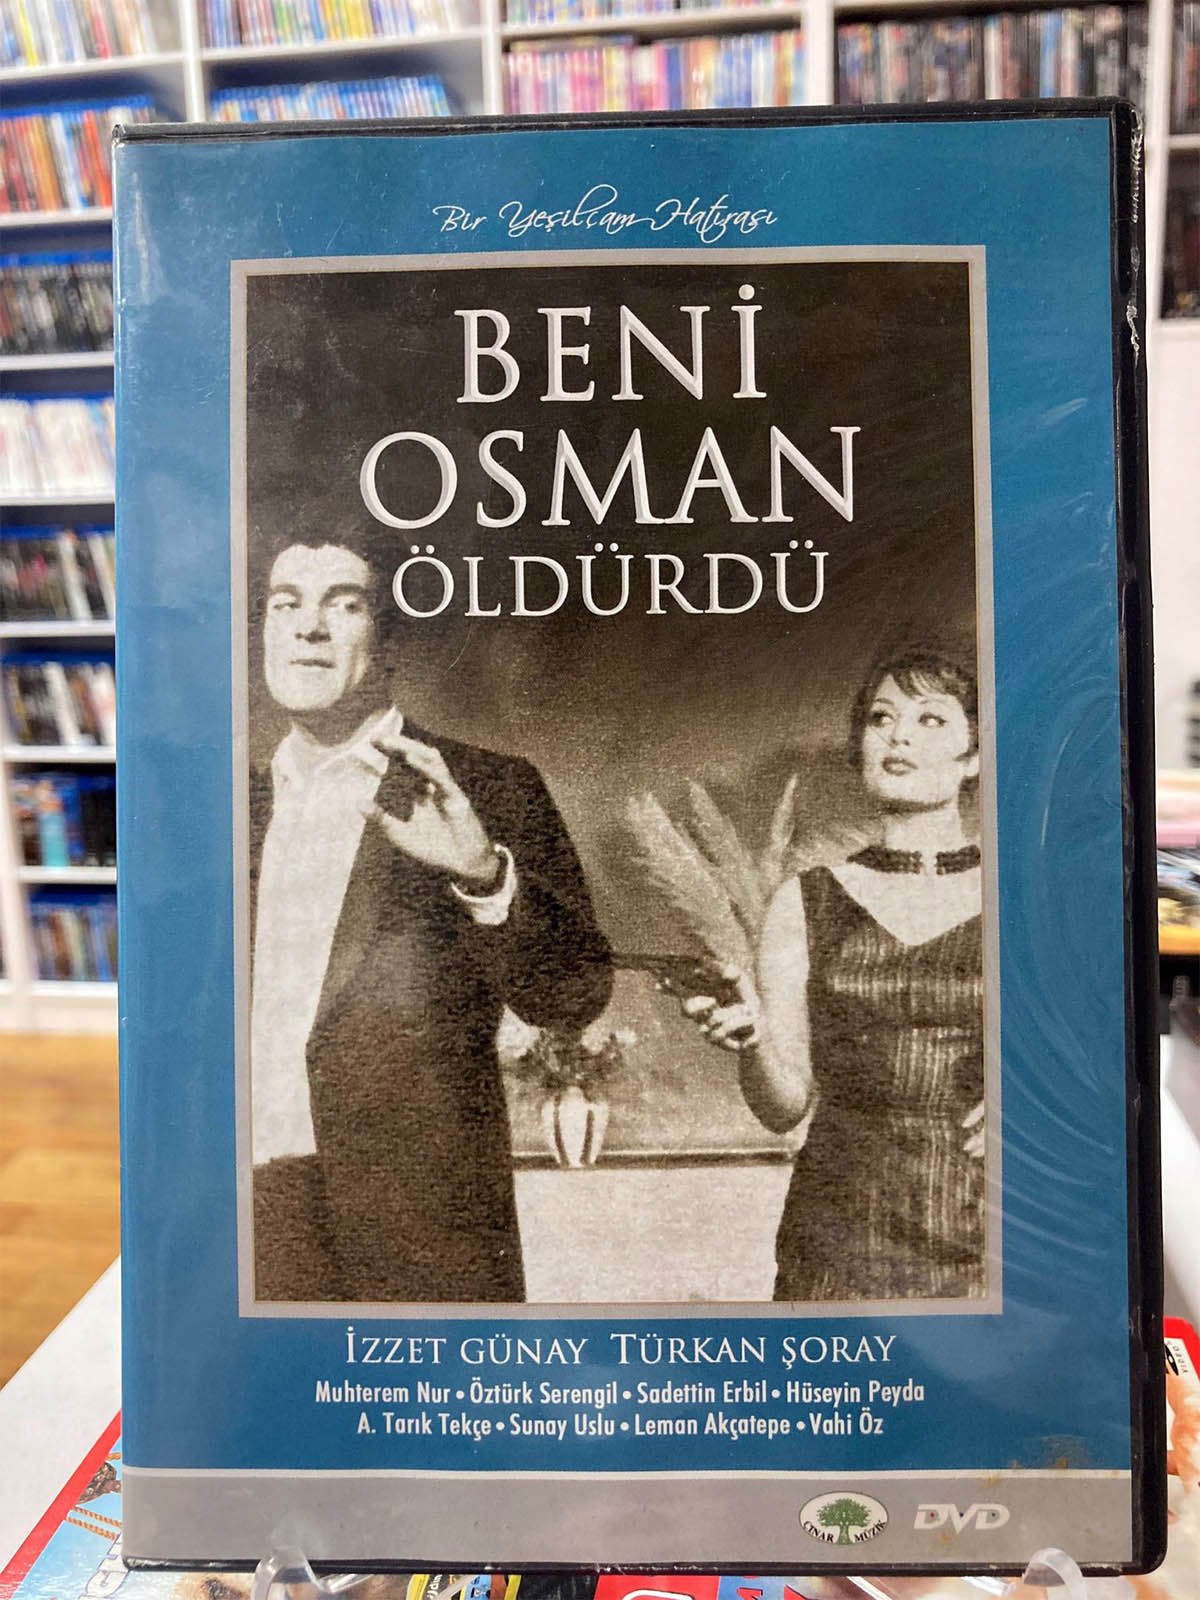 Bir Yeşilçam Hatırası
BENİ
OSMAN
ÖLDÜRDÜ
İZZET GÜNAY TÜRKAN ŞORAY
Muhterem Nur • Öztürk Serengil • Sadettin Erbil • Hüseyin Peyda
A. Tarık Tekçe • Sunay Uslu • Leman Akçatepe • Vahi Öz
ÇINAR MÜZİK
DVD
VIDEO